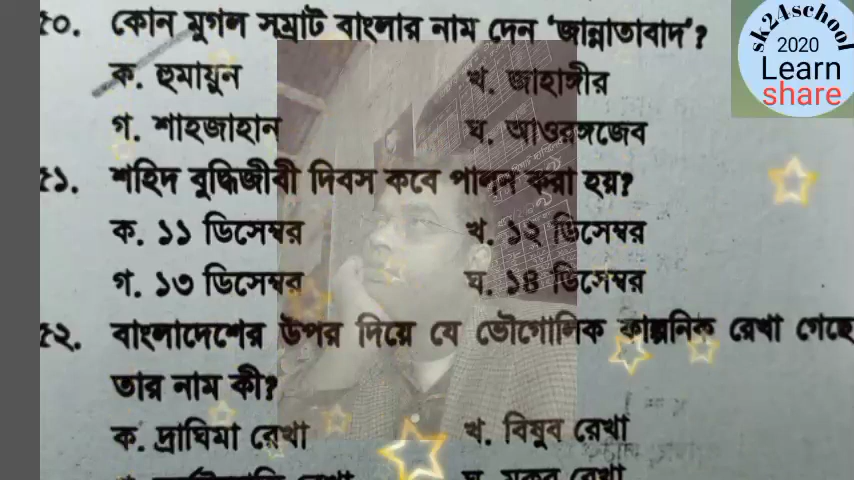 ৫০. কোন মুগল সম্রাট বাংলার নাম দেন ‘জান্নাতাবাদ’?
ক. হুমায়ুন খ. জাহাঙ্গীর
গ. শাহজাহান ঘ. আওরঙ্গজেব
৫১. শহিদ বুদ্ধিজীবী দিবস কবে পালন করা হয়?
ক. ১১ ডিসেম্বর খ. ১২ ডিসেম্বর
গ. ১৩ ডিসেম্বর ঘ. ১৪ ডিসেম্বর
৫২. বাংলাদেশের উপর দিয়ে যে ভৌগোলিক কাল্পনিক রেখা গেছে
তার নাম কী?
ক. দ্রাঘিমা রেখা খ. বিষুব রেখা
রেখা ঘ. মকর রেখা
sk24school
2020
Learn
share